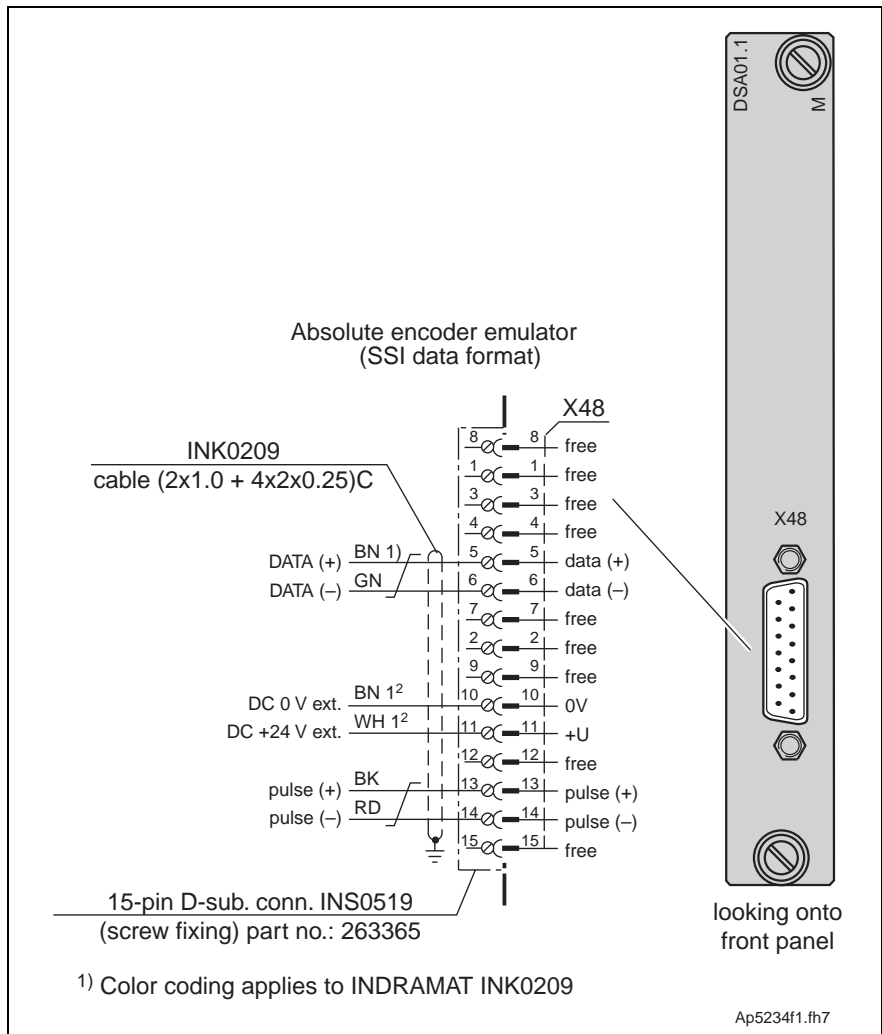 DSA01.1
M
Absolute encoder emulator
(SSI data format)
X48
INK0209
cable (2x1.0 + 4x2x0.25)C
8 8 free
1 1 free
3 3 free
4 4 free
DATA (+) BN 1) 5 5 data (+)
DATA (–) GN 6 6 data (–)
7 7 free
2 2 free
9 9 free
DC 0 V ext. BN 1² 10 10 0V
DC +24 V ext. WH 1² 11 11 +U
12 12 free
pulse (+) BK 13 13 pulse (+)
pulse (–) RD 14 14 pulse (–)
15 15 free
X48
15-pin D-sub. conn. INS0519
(screw fixing) part no.: 263365
looking onto
front panel
1) Color coding applies to INDRAMAT INK0209
Ap5234f1.fh7